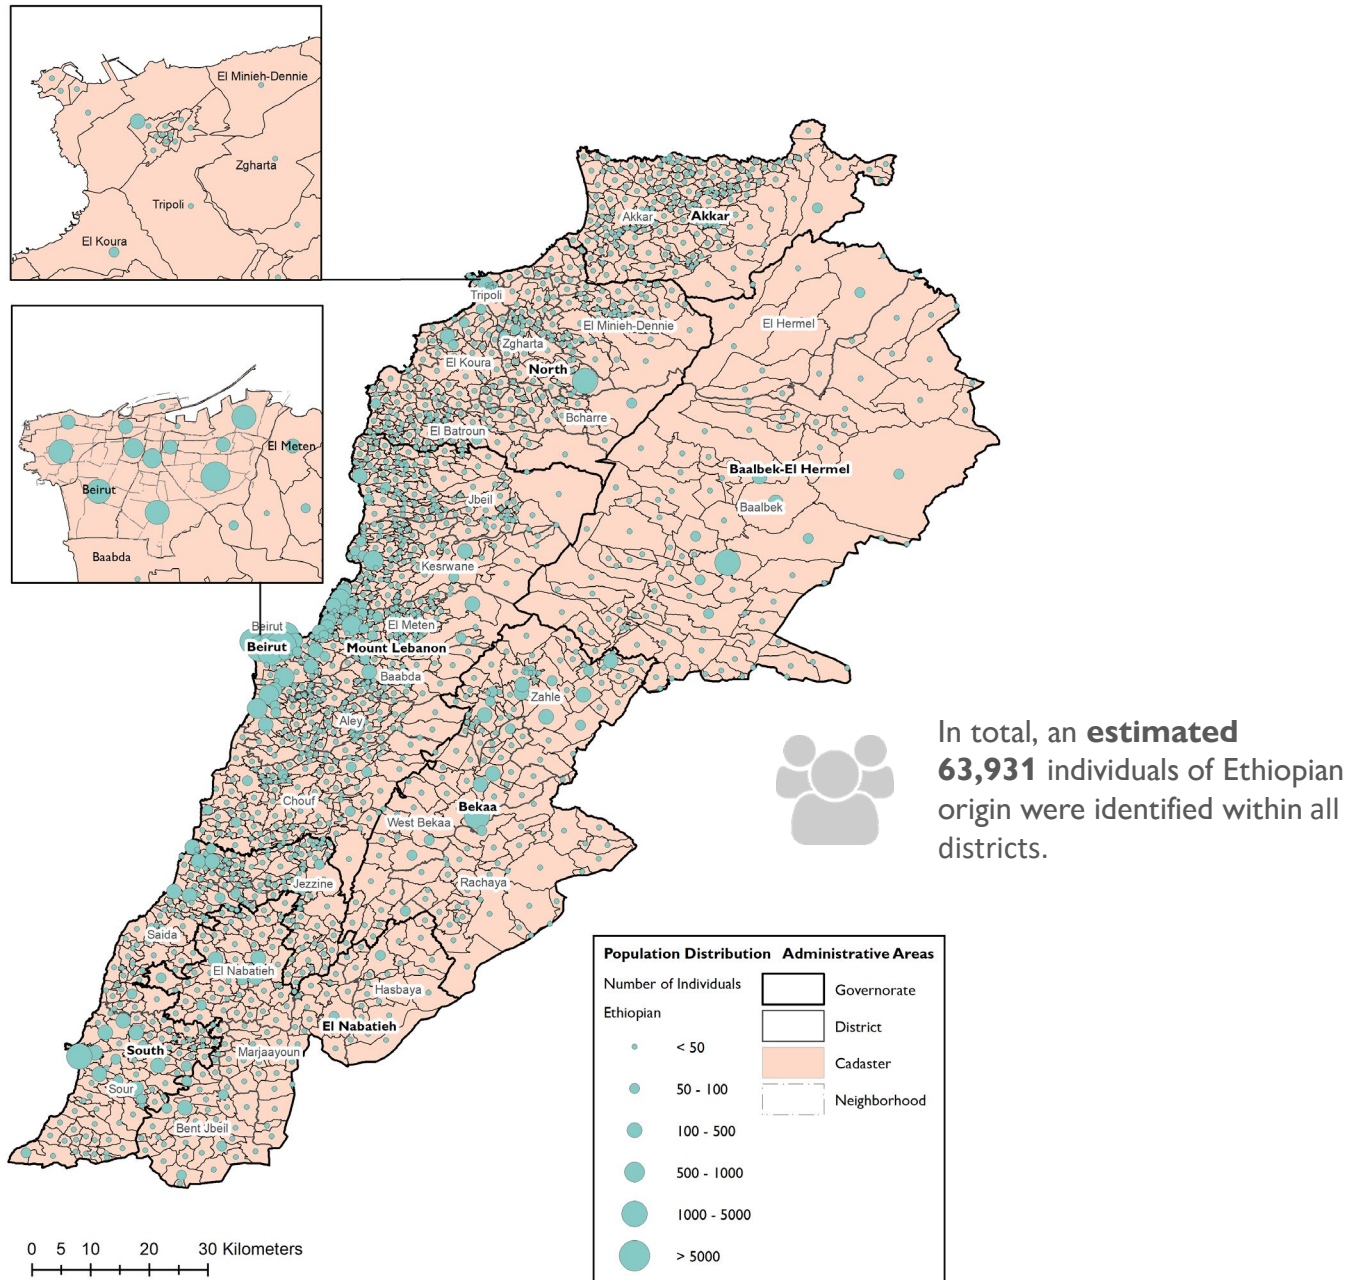 El Minieh-Dennie
Zgharta
Tripoli
El Koura
El Meten
Beirut
Baabda
Akkar
Akkar
Tripoli
El Minieh-Dennie
El Hermel
Zgharta
El Koura
North
Bcharre
El Batroun
Baalbek-El Hermel
Jbeil
Baalbek
Kesrwane
Beirut
El Meten
Beirut
Mount Lebanon
Baabda
Zahle
Aley
Chouf
Bekaa
West Bekaa
Jezzine
Rachaya
Saida
El Nabatieh
Hasbaya
El Nabatieh
South
Marjaayoun
Sour
Bent Jbeil
In total, an estimated
63,931 individuals of Ethiopian
origin were identified within all
districts.
Population Distribution Administrative Areas
Number of Individuals
Governorate
Ethiopian
District
< 50
Cadaster
50 - 100
Neighborhood
100 - 500
500 - 1000
1000 - 5000
> 5000
0 5 10 20 30 Kilometers